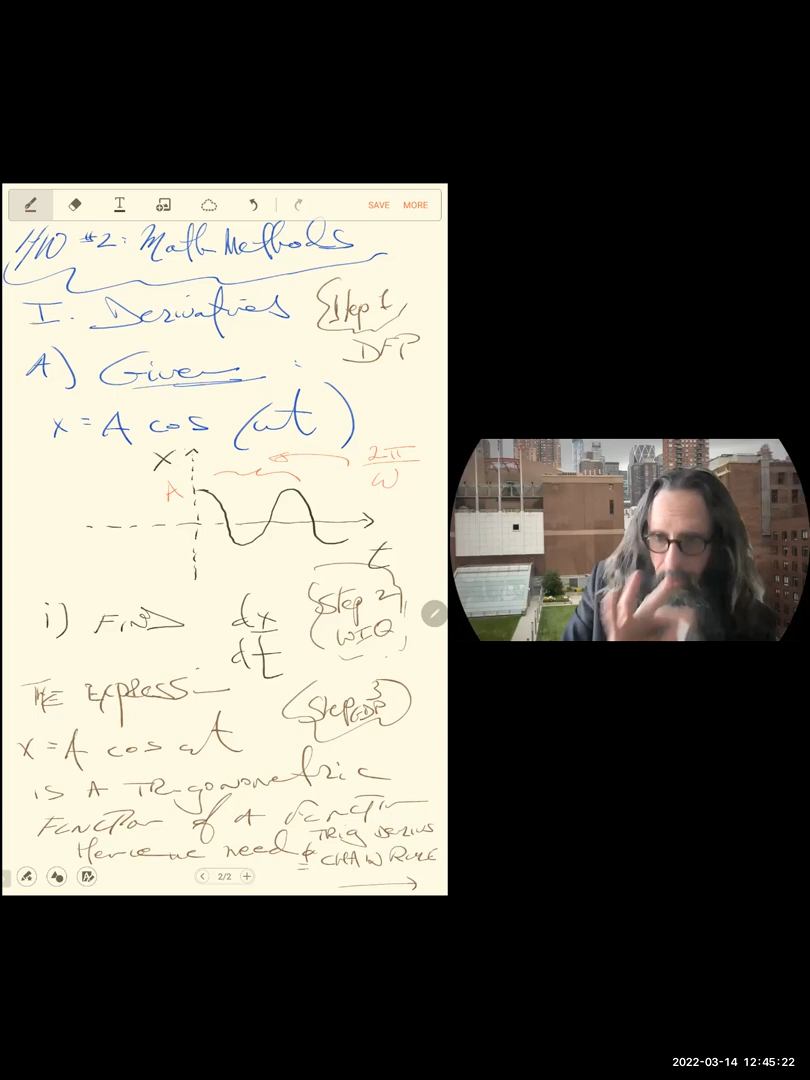 T
SAVE MORE
HW #2: Math Methods
I. Derivatives
{Step 1}
DFP
A) Given :
x = A cos (ωt)
x
A
2π
ω
t
i) FIND dx
dt
{Step 2
WIQ}
THE Expression
(Step 3
GDP)
x = A cos ωt
is A TRigonometric
Function of A Function
Hence we need TRIG DERIVS
& CHAIN RULE
2/2
2022-03-14 12:45:22